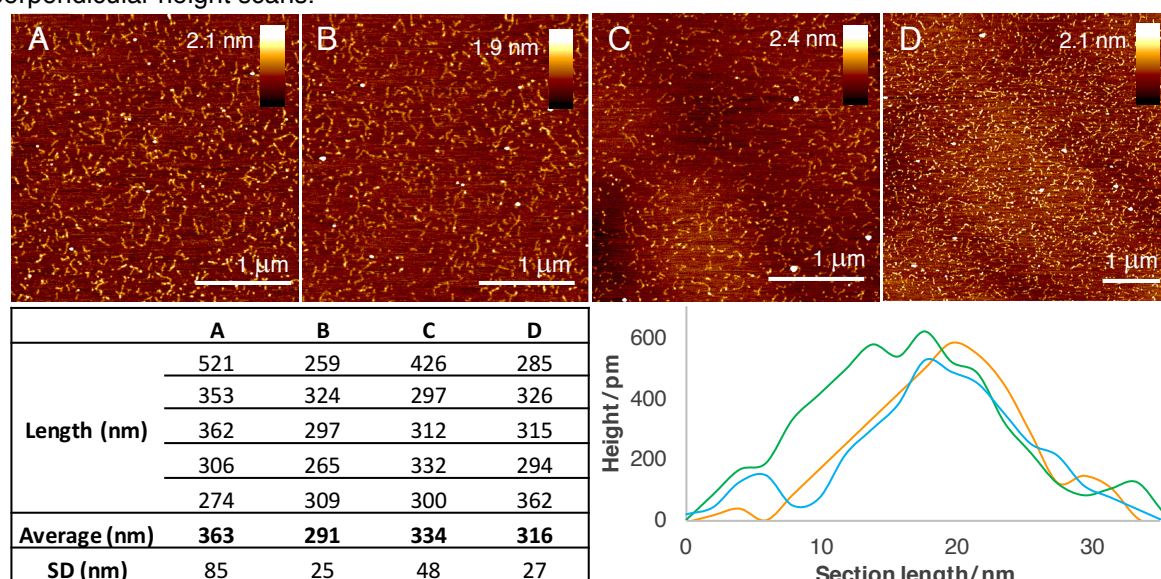 perpendicular height scans.
A 2.1 nm B 1.9 nm C 2.4 nm D 2.1 nm
1 μm 1 μm 1 μm 1 μm
A B C D
Length (nm) 521 259 426 285
353 324 297 326
362 297 312 315
306 265 332 294
274 309 300 362
Average (nm) 363 291 334 316
SD (nm) 85 25 48 27
Height/pm
600
400
200
0
0 10 20 30
Section length/nm